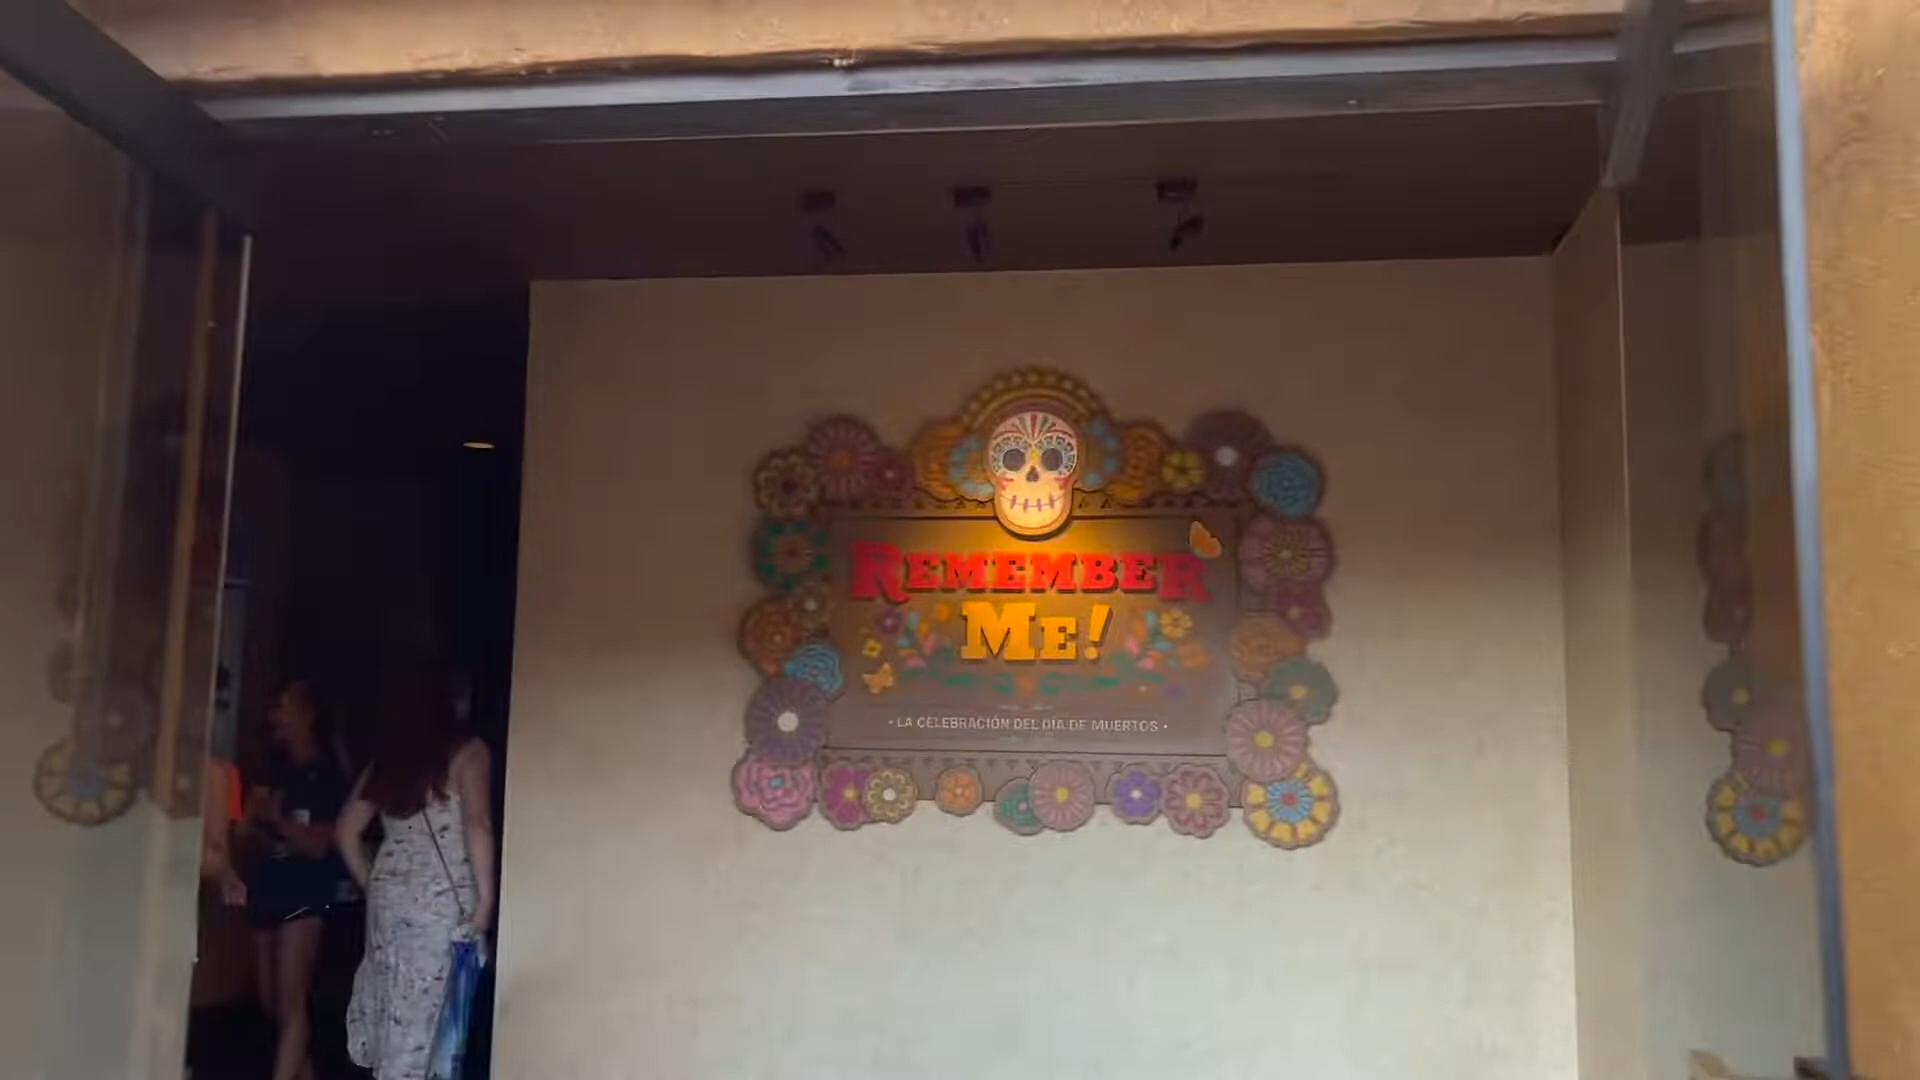 REMEMBER
ME!
• LA CELEBRACIÓN DEL DÍA DE MUERTOS •